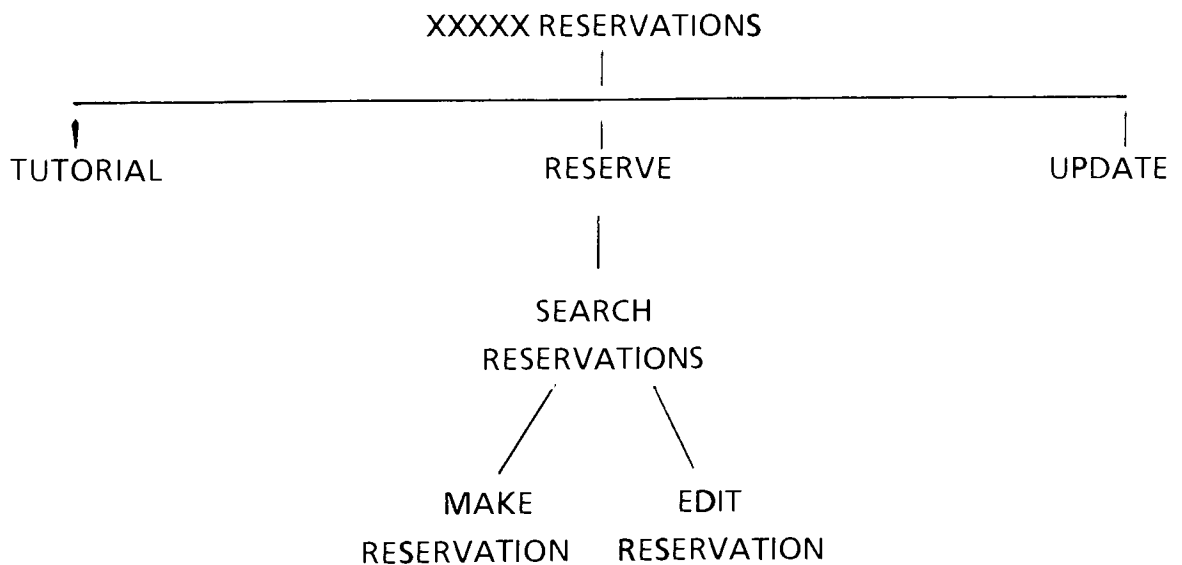 XXXXX RESERVATIONS
TUTORIAL RESERVE UPDATE
SEARCH
RESERVATIONS
MAKE EDIT
RESERVATION RESERVATION